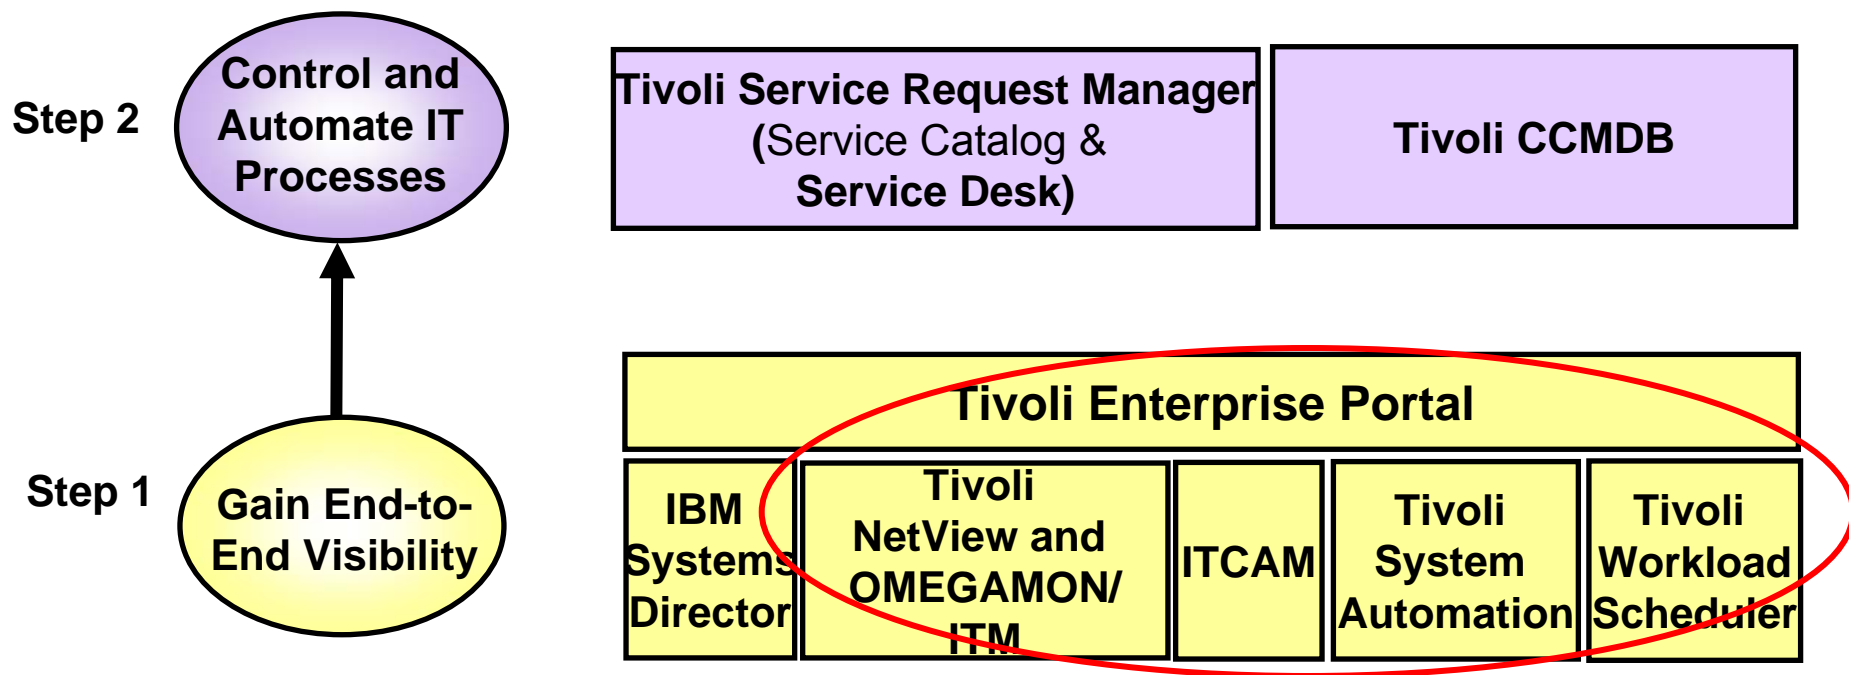 Step 2
Control and
Automate IT
Processes
Tivoli Service Request Manager
(Service Catalog &
Service Desk)
Tivoli CCMDB
Tivoli Enterprise Portal
Step 1
Gain End-to-
End Visibility
IBM
Systems
Director
Tivoli
NetView and
OMEGAMON/
ITM
ITCAM
Tivoli
System
Automation
Tivoli
Workload
Scheduler